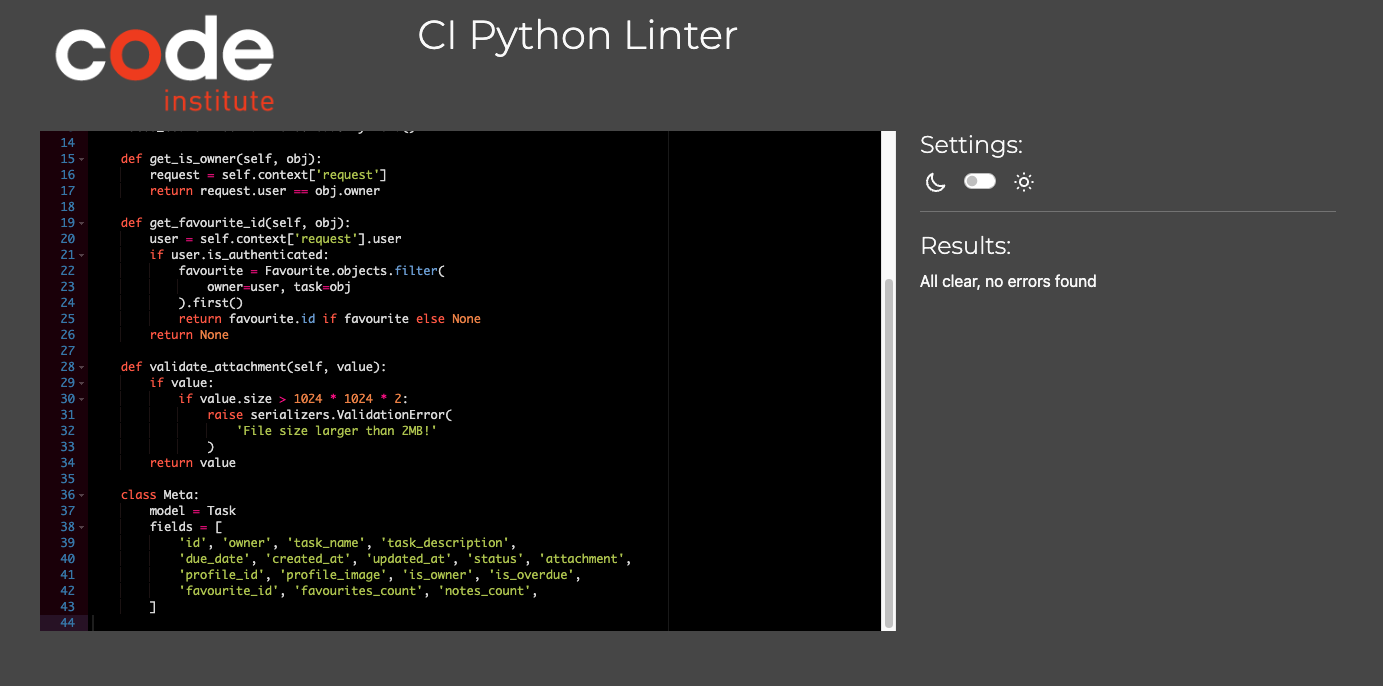 code
institute
CI Python Linter
14
15 def get_is_owner(self, obj):
16 request = self.context['request']
17 return request.user == obj.owner
18
19 def get_favourite_id(self, obj):
20 user = self.context['request'].user
21 if user.is_authenticated:
22 favourite = Favourite.objects.filter(
23 owner=user, task=obj
24 ).first()
25 return favourite.id if favourite else None
26 return None
27
28 def validate_attachment(self, value):
29 if value:
30 if value.size > 1024 * 1024 * 2:
31 raise serializers.ValidationError(
32 'File size larger than 2MB!'
33 )
34 return value
35
36 class Meta:
37 model = Task
38 fields = [
39 'id', 'owner', 'task_name', 'task_description',
40 'due_date', 'created_at', 'updated_at', 'status', 'attachment',
41 'profile_id', 'profile_image', 'is_owner', 'is_overdue',
42 'favourite_id', 'favourites_count', 'notes_count',
43 ]
44
Settings:
Results:
All clear, no errors found